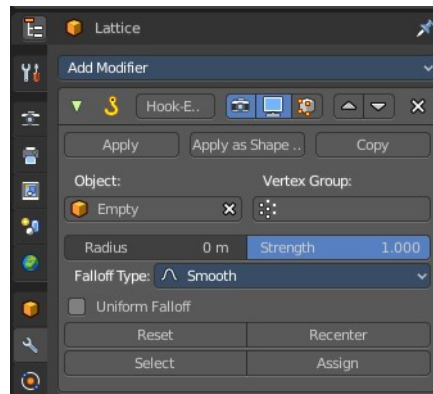 Lattice
Add Modifier
Hook-E..
Apply Apply as Shape .. Copy
Object: Vertex Group:
Empty
Radius 0 m Strength 1.000
Falloff Type: Smooth
Uniform Falloff
Reset Recenter
Select Assign